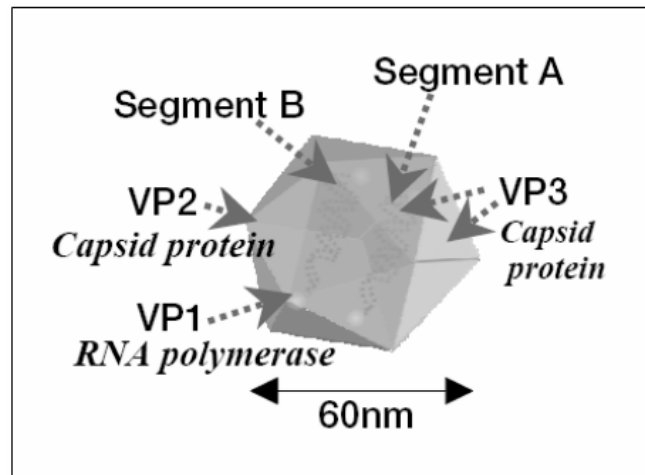 Segment A
Segment B
VP2
Capsid protein
VP3
Capsid
protein
VP1
RNA polymerase
60nm